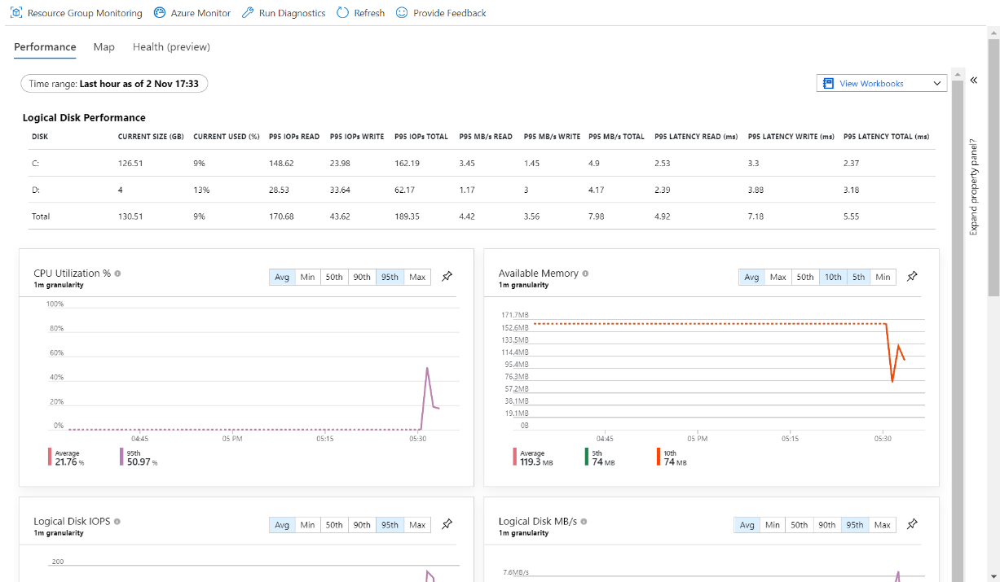 Resource Group Monitoring Azure Monitor Run Diagnostics Refresh Provide Feedback
Performance Map Health (preview)
Time range: Last hour as of 2 Nov 17:33
View Workbooks
Expand property panel?
Logical Disk Performance
DISK CURRENT SIZE (GB) CURRENT USED (%) P95 IOPs READ P95 IOPs WRITE P95 IOPs TOTAL P95 MB/s READ P95 MB/s WRITE P95 MB/s TOTAL P95 LATENCY READ (ms) P95 LATENCY WRITE (ms) P95 LATENCY TOTAL (ms)
C: 126.51 9% 148.62 23.98 162.19 3.45 1.45 4.9 2.53 3.3 2.37
D: 4 13% 28.53 33.64 62.17 1.17 3 4.17 2.39 3.88 3.18
Total 130.51 9% 170.68 43.62 189.35 4.42 3.56 7.98 4.92 7.18 5.55
CPU Utilization %
1m granularity
Avg Min 50th 90th 95th Max
100%
80%
60%
40%
20%
0%
04:45 05 PM 05:15 05:30
Average 95th
21.76 % 50.97 %
Available Memory
1m granularity
Avg Max 50th 10th 5th Min
171.7MB
152.6MB
133.5MB
114.4MB
95.4MB
76.3MB
57.2MB
38.1MB
19.1MB
0B
04:45 05 PM 05:15 05:30
Average 5th 10th
119.3 MB 74 MB 74 MB
Logical Disk IOPS
1m granularity
Avg Min 50th 90th 95th Max
200
Logical Disk MB/s
1m granularity
Avg Min 50th 90th 95th Max
7.6MB/s